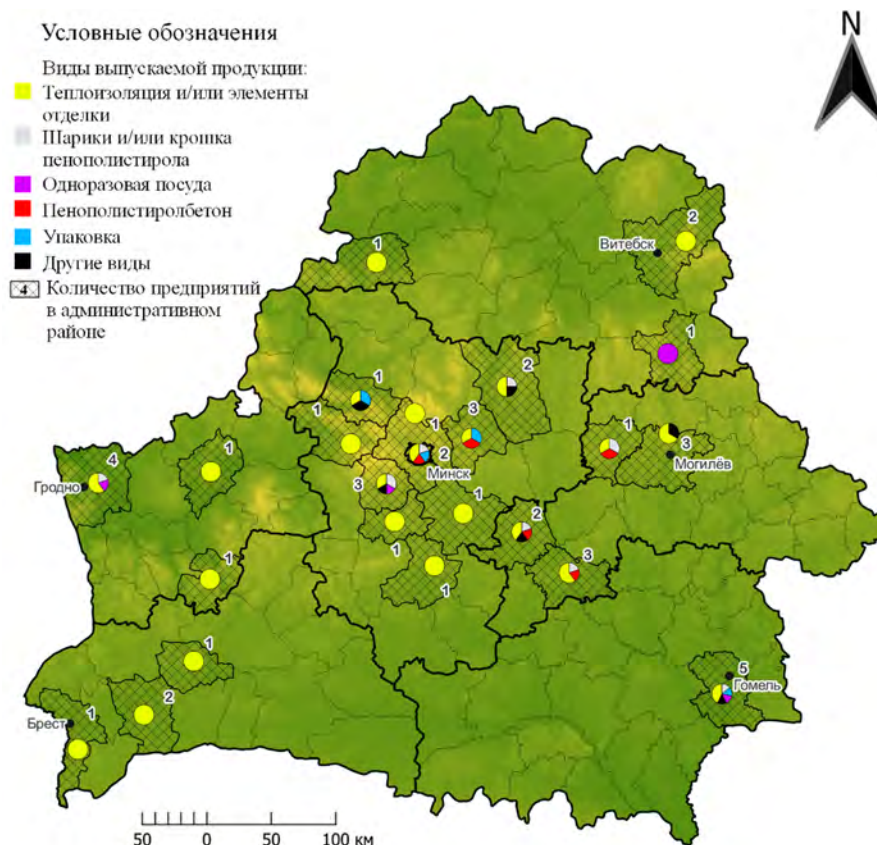 Условные обозначения
N
Виды выпускаемой продукции:
Теплоизоляция и/или элементы
отделки
Шарики и/или крошка
пенополистирола
Одноразовая посуда
Пенополистиролбетон
Упаковка
Другие виды
4 Количество предприятий
в административном
районе
2
Витебск
1
1
2
1
1
3
1
1
3
2
Минск
Могилёв
4
1
Гродно
3
1
2
1
3
1
1
1
5
Гомель
2
1
Брест
50 0 50 100 км